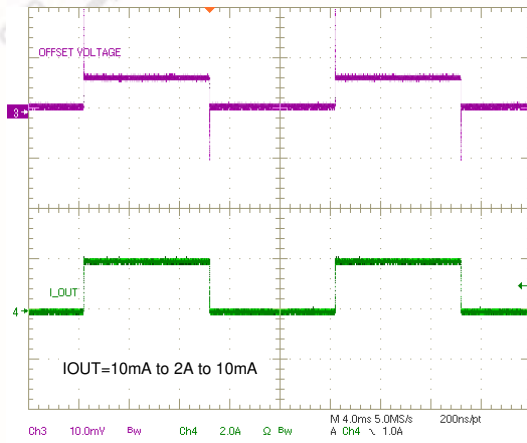 OFFSET VOLTAGE
3
I_OUT
4
IOUT=10mA to 2A to 10mA
M 4.0ms 5.0MS/s 200ns/pt
Ch3 10.0mV Bw Ch4 2.0A Ω Bw A Ch4 ↘ 1.0A